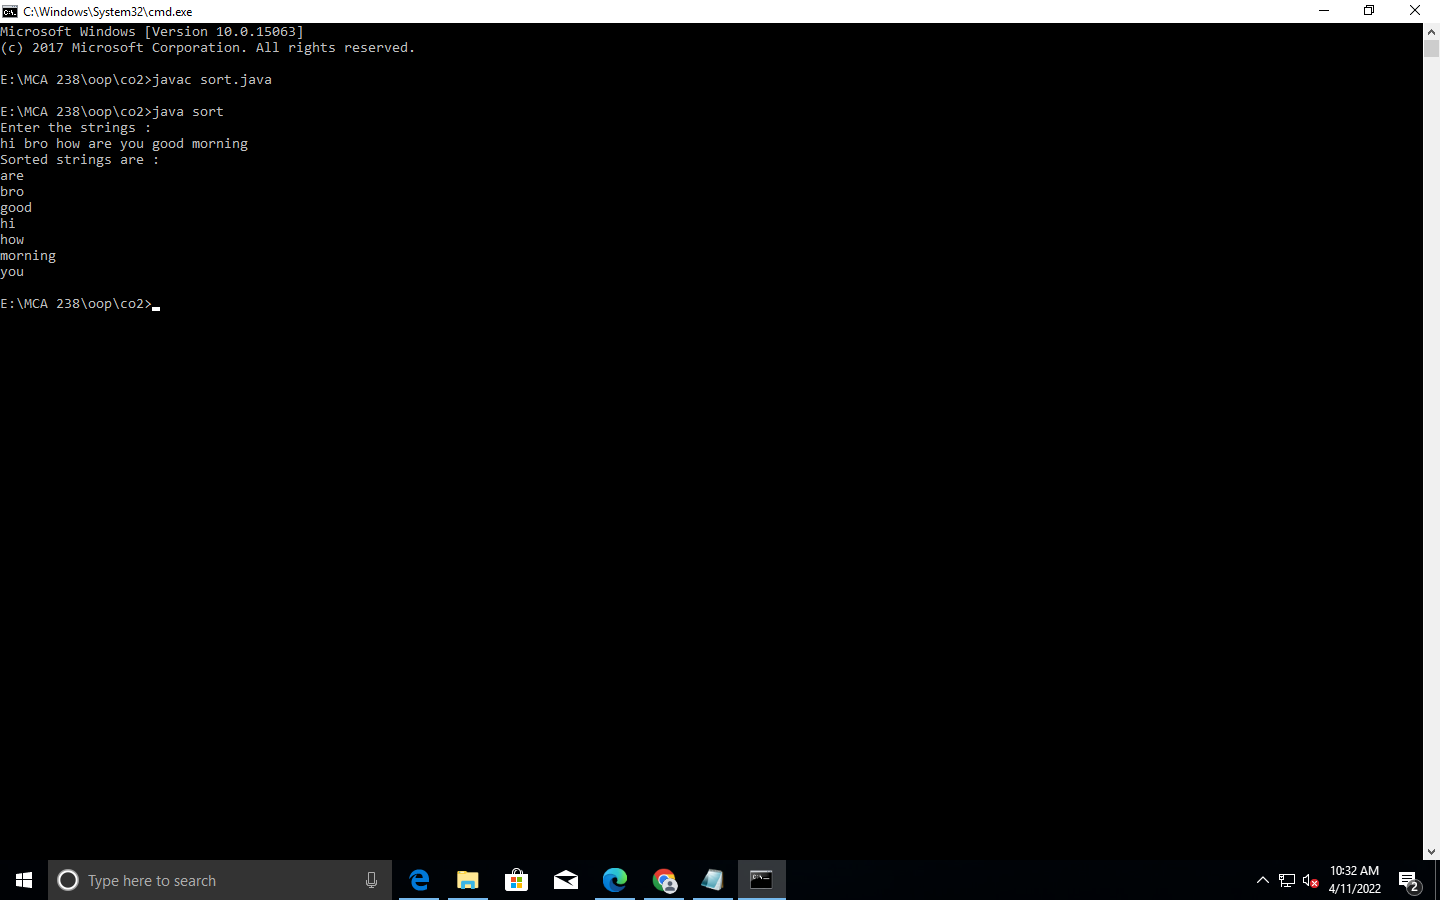 C:\Windows\System32\cmd.exe
Microsoft Windows [Version 10.0.15063]
(c) 2017 Microsoft Corporation. All rights reserved.
E:\MCA 238\oop\co2>javac sort.java
E:\MCA 238\oop\co2>java sort
Enter the strings :
hi bro how are you good morning
Sorted strings are :
are
bro
good
hi
how
morning
you
E:\MCA 238\oop\co2>
Type here to search
10:32 AM
4/11/2022
2